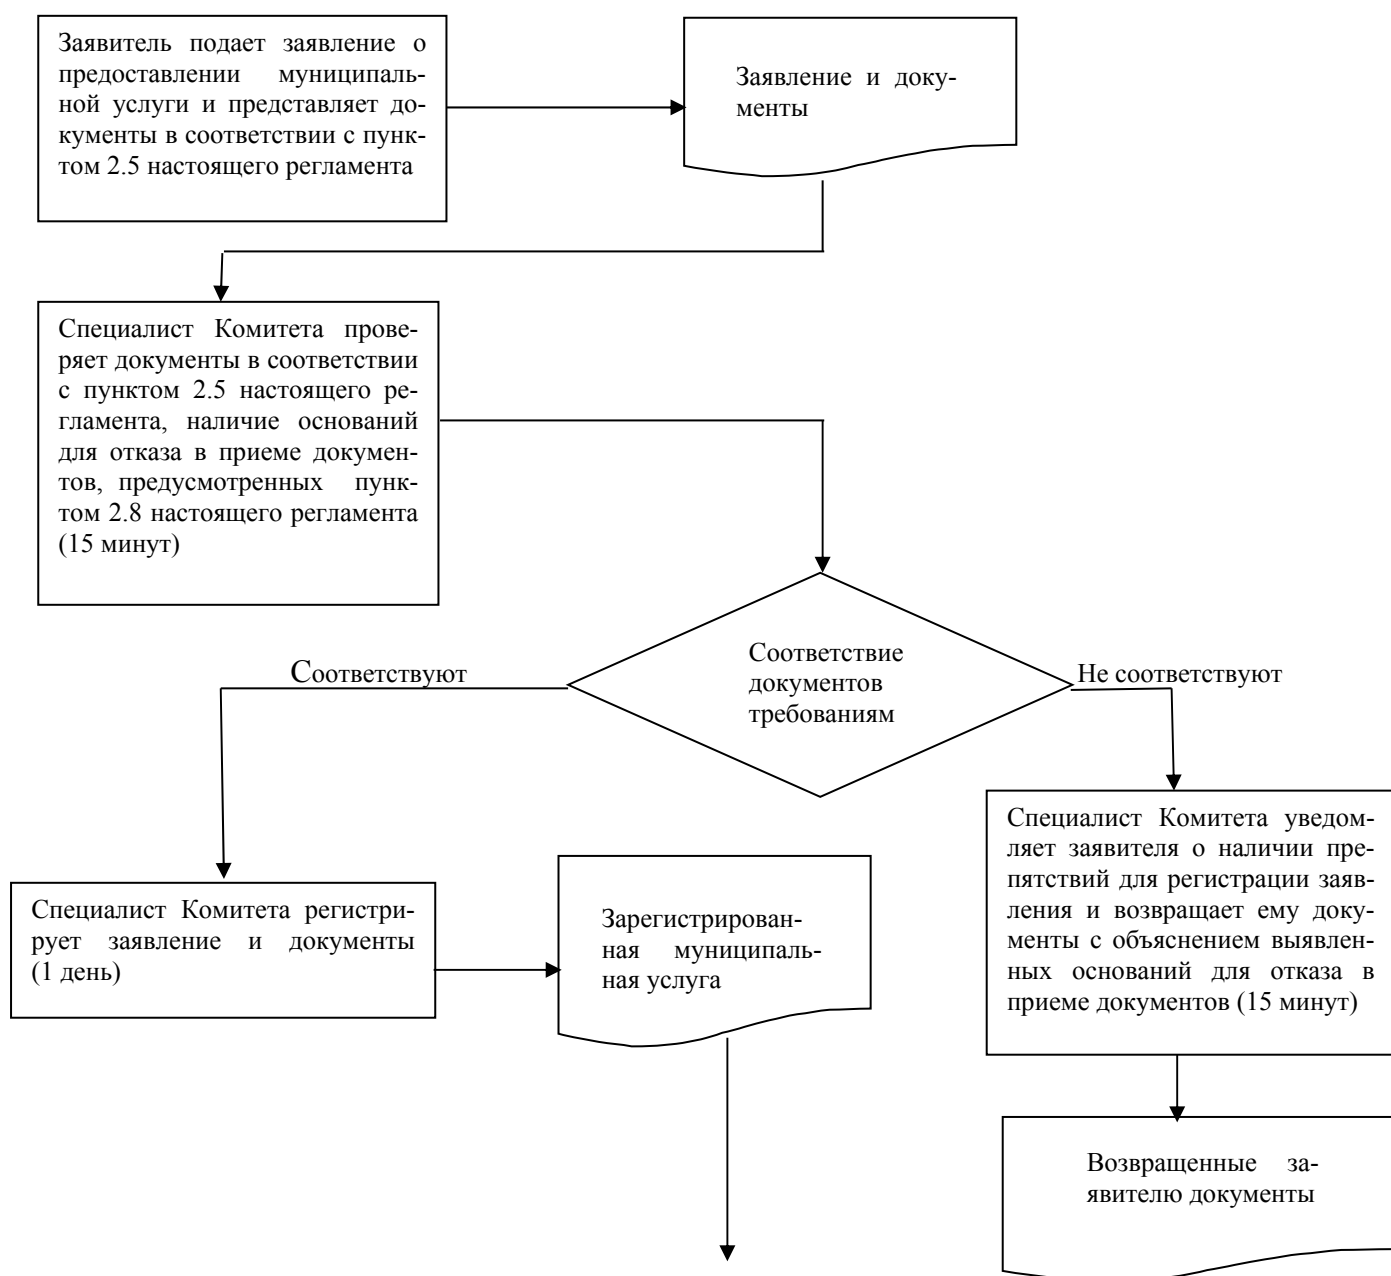 Заявитель подает заявление о
предоставлении муниципаль-
ной услуги и представляет до-
кументы в соответствии с пунк-
том 2.5 настоящего регламента
Заявление и доку-
менты
Специалист Комитета прове-
ряет документы в соответствии
с пунктом 2.5 настоящего ре-
гламента, наличие оснований
для отказа в приеме докумен-
тов, предусмотренных пунк-
том 2.8 настоящего регламента
(15 минут)
Соответствие
документов
требованиям
Соответствуют
Не соответствуют
Специалист Комитета регистри-
рует заявление и документы
(1 день)
Зарегистрирован-
ная муниципаль-
ная услуга
Специалист Комитета уведом-
ляет заявителя о наличии пре-
пятствий для регистрации заяв-
ления и возвращает ему доку-
менты с объяснением выявлен-
ных оснований для отказа в
приеме документов (15 минут)
Возвращенные за-
явителю документы